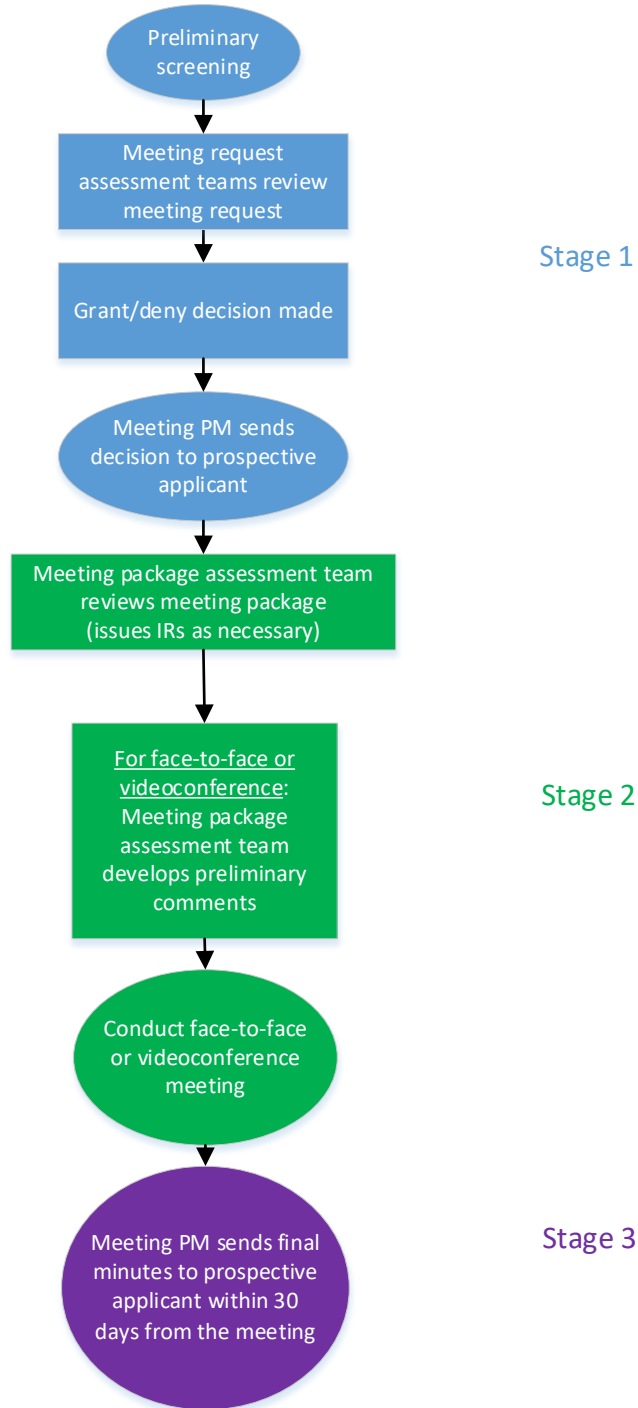 Preliminary
screening
Meeting request
assessment teams review
meeting request
Stage 1
Grant/deny decision made
Meeting PM sends
decision to prospective
applicant
Meeting package assessment team
reviews meeting package
(issues IRs as necessary)
For face-to-face or
videoconference:
Meeting package
assessment team
develops preliminary
comments
Stage 2
Conduct face-to-face
or videoconference
meeting
Meeting PM sends final
minutes to prospective
applicant within 30
days from the meeting
Stage 3